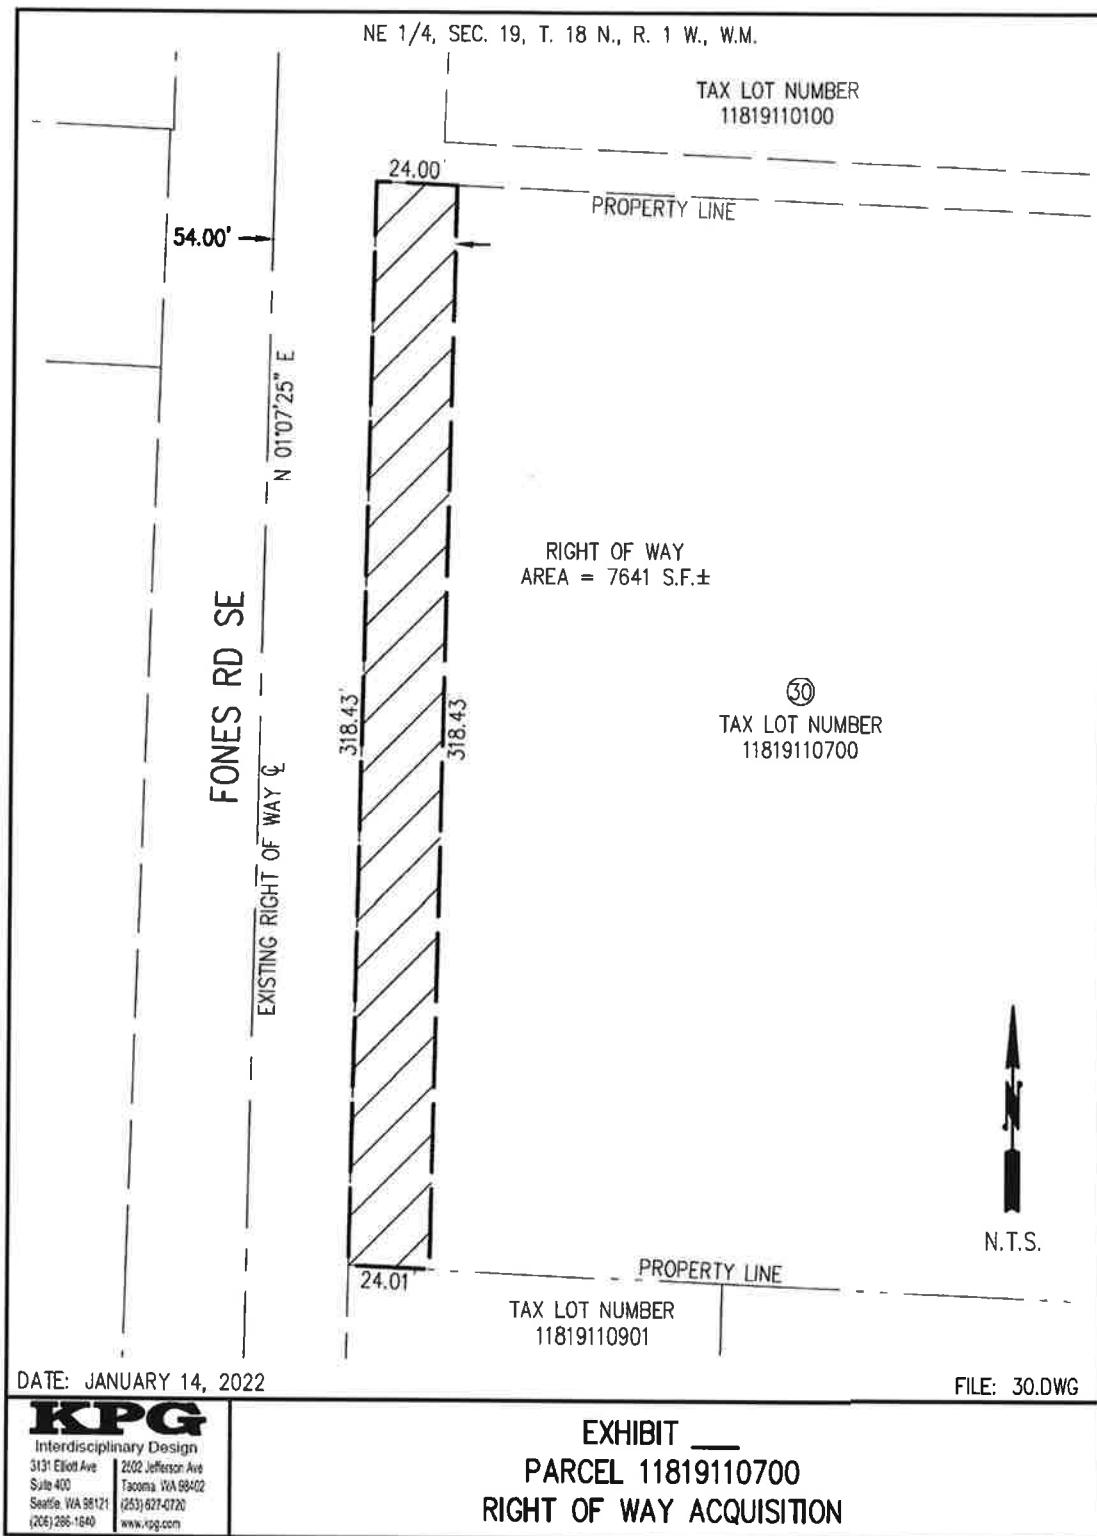 NE 1/4, SEC. 19, T. 18 N., R. 1 W., W.M.
TAX LOT NUMBER
11819110100
24.00'
PROPERTY LINE
54.00'
N 01°07'25" E
RIGHT OF WAY
AREA = 7641 S.F.±
FONES RD SE
EXISTING RIGHT OF WAY ℄
318.43'
318.43'
30
TAX LOT NUMBER
11819110700
N
N.T.S.
PROPERTY LINE
24.01'
TAX LOT NUMBER
11819110901
DATE: JANUARY 14, 2022
FILE: 30.DWG
KPG
Interdisciplinary Design
3131 Elliott Ave
Suite 400
Seattle, WA 98121
(206) 286-1640
2502 Jefferson Ave
Tacoma, WA 98402
(253) 627-0720
www.kpg.com
EXHIBIT ___
PARCEL 11819110700
RIGHT OF WAY ACQUISITION